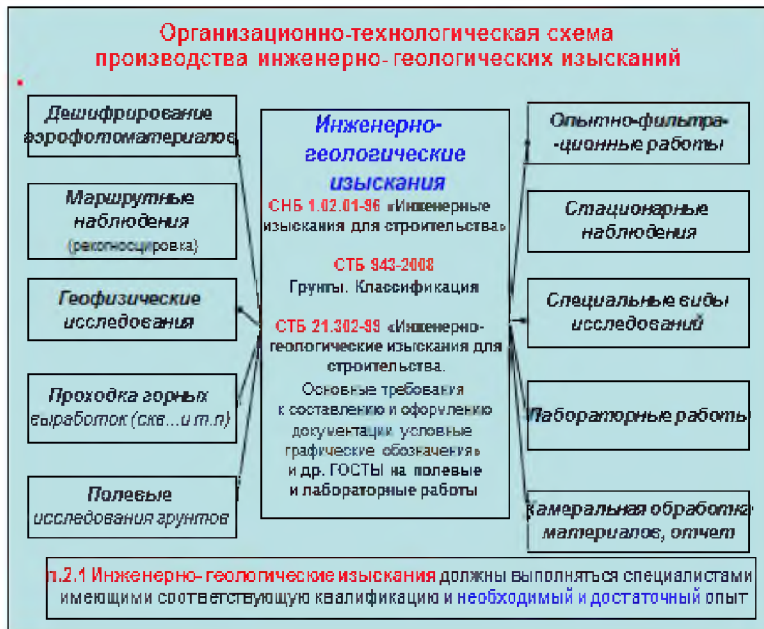 Организационно-технологическая схема
производства инженерно- геологических изысканий
Дешифрирование
аэрофотоматериалов
Маршрутные
наблюдения
(рекогносцировка)
Геофизические
исследования
Проходка горных
выработок (скв...и т.п)
Полевые
исследования грунтов
Инженерно-
геологические
изыскания
СНБ 1.02.01-96 «Инженерные
изыскания для строительства»
СТБ 943-2008
Грунты. Классификация
СТБ 21.302-99 «Инженерно-
геологические изыскания для
строительства.
Основные требования
к составлению и оформлению
документации, условные
графические обозначения»
и др. ГОСТЫ на полевые
и лабораторные работы
Опытно-фильтра-
-ционные работы
Стационарные
наблюдения
Специальные виды
исследований
Лабораторные работы
Камеральная обработка
материалов, отчет
п.2.1 Инженерно- геологические изыскания должны выполняться специалистами
имеющими соответствующую квалификацию и необходимый и достаточный опыт